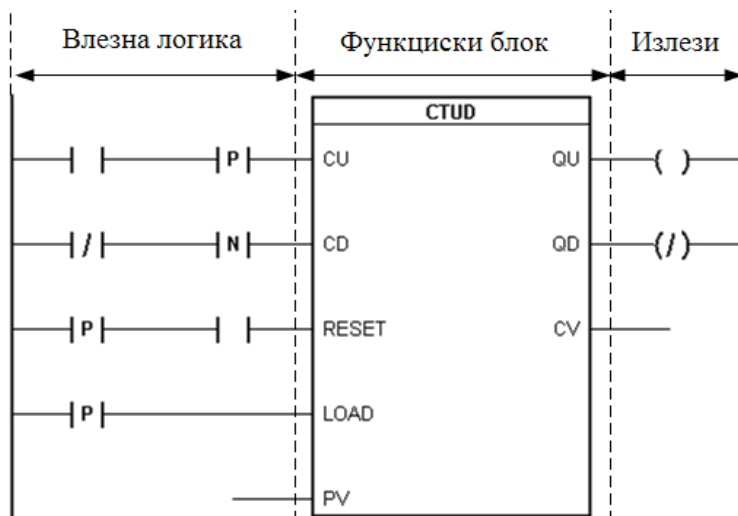 Влезна логика Функциски блок Излези
CTUD
P CU QU ( )
/ N CD QD (/)
P RESET CV
P LOAD
PV